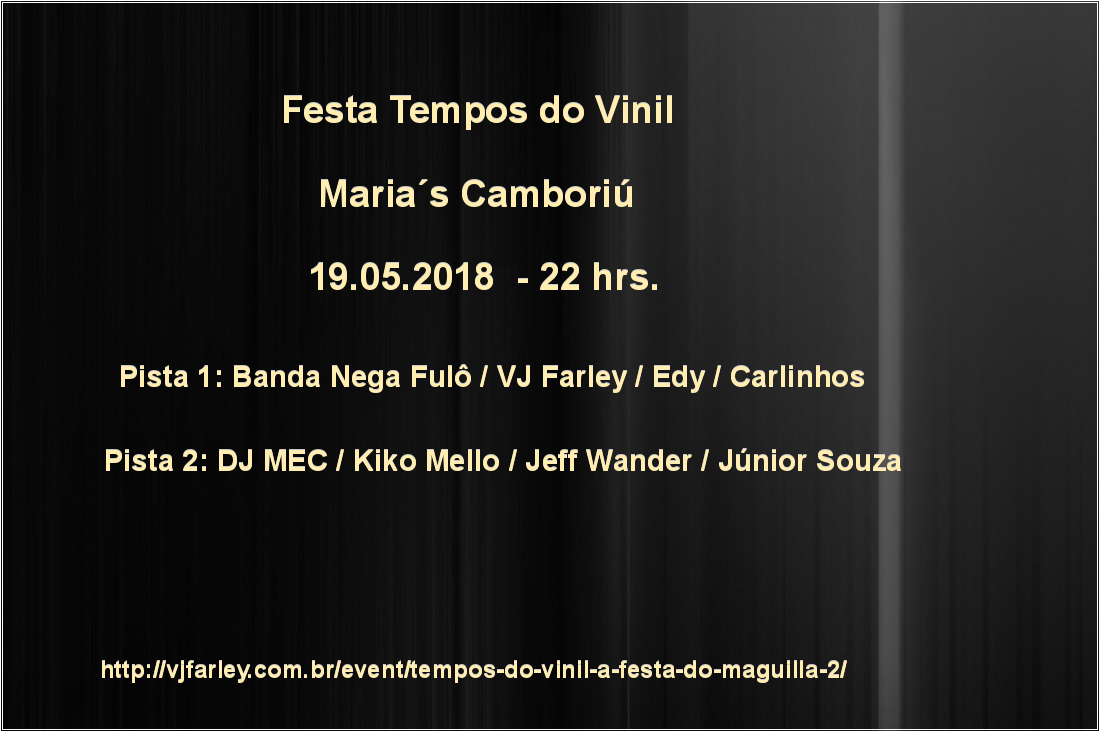 Festa Tempos do Vinil
Maria´s Camboriú
19.05.2018 - 22 hrs.
Pista 1: Banda Nega Fulô / VJ Farley / Edy / Carlinhos
Pista 2: DJ MEC / Kiko Mello / Jeff Wander / Júnior Souza
http://vjfarley.com.br/event/tempos-do-vinil-a-festa-do-maguilla-2/